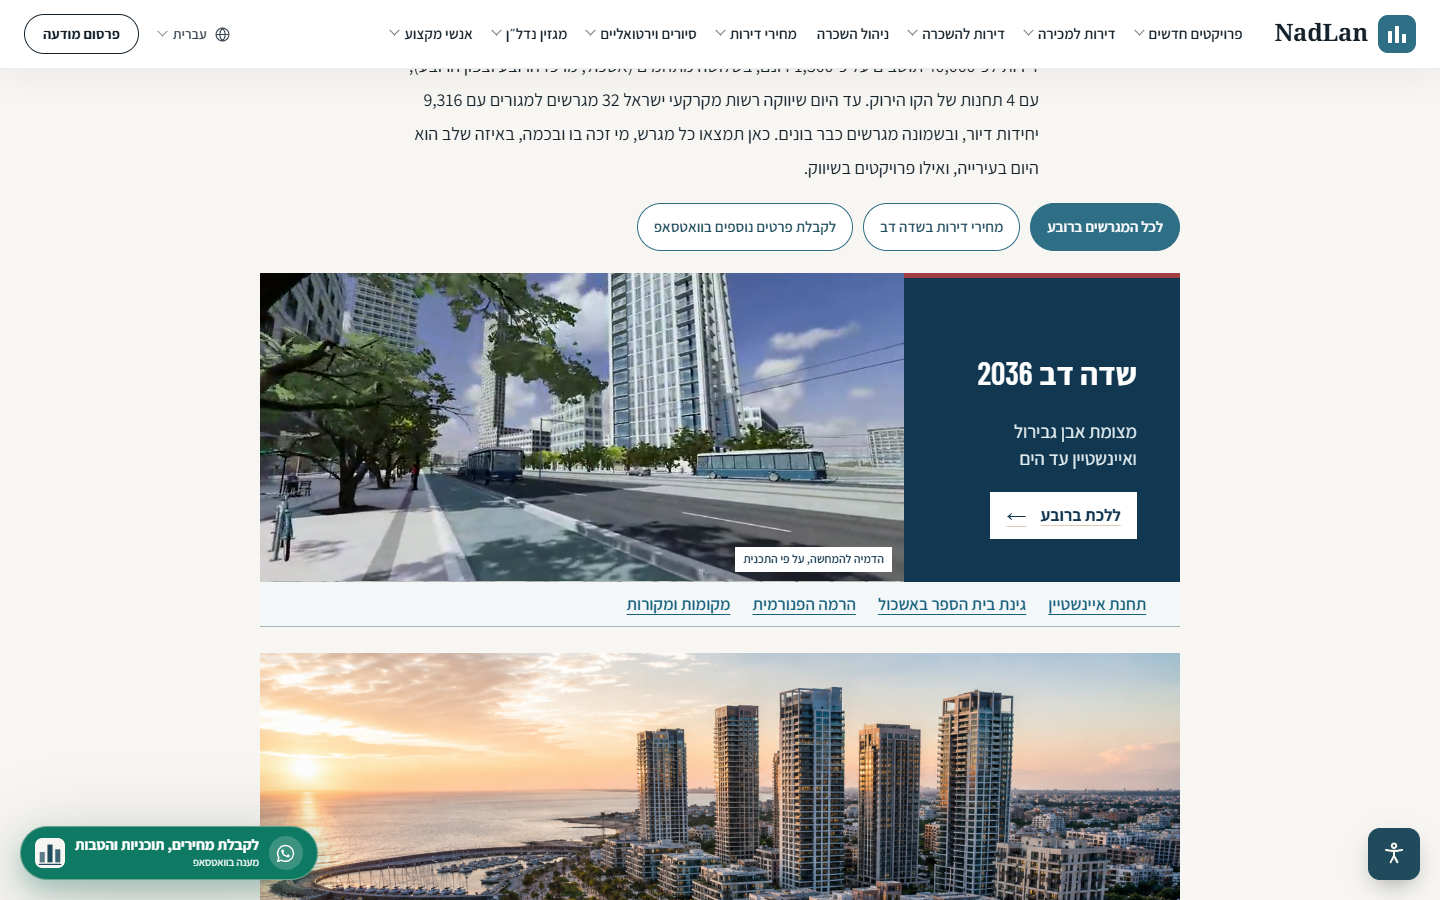 NadLan
פרויקטים חדשים
דירות למכירה
דירות להשכרה
ניהול השכרה
מחירי דירות
סיורים וירטואליים
מגזין נדל״ן
אנשי מקצוע
עברית
פרסום מודעה
עם 4 תחנות של הקו הירוק. עד היום שיווקה רשות מקרקעי ישראל 32 מגרשים למגורים עם 9,316
יחידות דיור, ובשמונה מגרשים כבר בונים. כאן תמצאו כל מגרש, מי זכה בו ובכמה, באיזה שלב הוא
היום בעירייה, ואילו פרויקטים בשיווק.
לכל המגרשים ברובע
מחירי דירות בשדה דב
לקבלת פרטים נוספים בוואטסאפ
שדה דב 2036
מצומת אבן גבירול
ואיינשטיין עד הים
ללכת ברובע ←
הדמיה להמחשה, על פי התכנית
תחנת איינשטיין
גינת בית הספר באשכול
הרמה הפנורמית
מקומות ומקורות
לקבלת מחירים, תוכניות והטבות
מענה בוואטסאפ